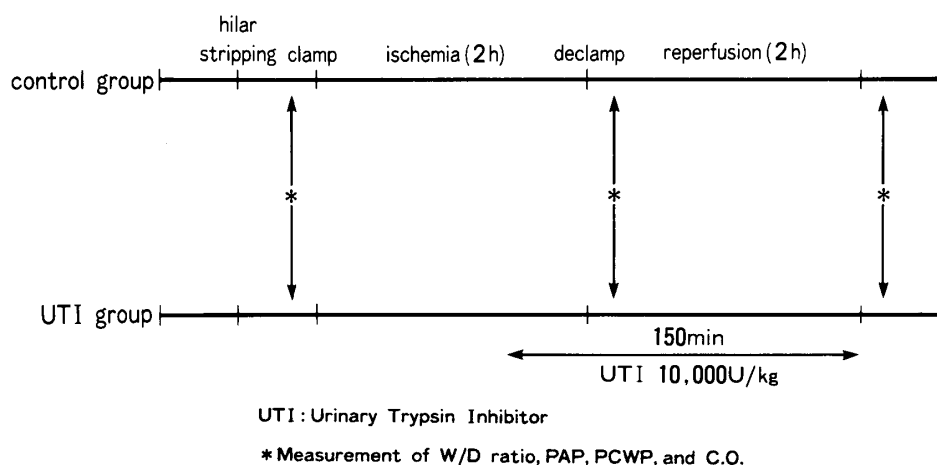 hilar
stripping clamp ischemia (2h) declamp reperfusion (2h)
control group
* * *
UTI group
150min
UTI 10,000U/kg
UTI : Urinary Trypsin Inhibitor
* Measurement of W/D ratio, PAP, PCWP, and C.O.